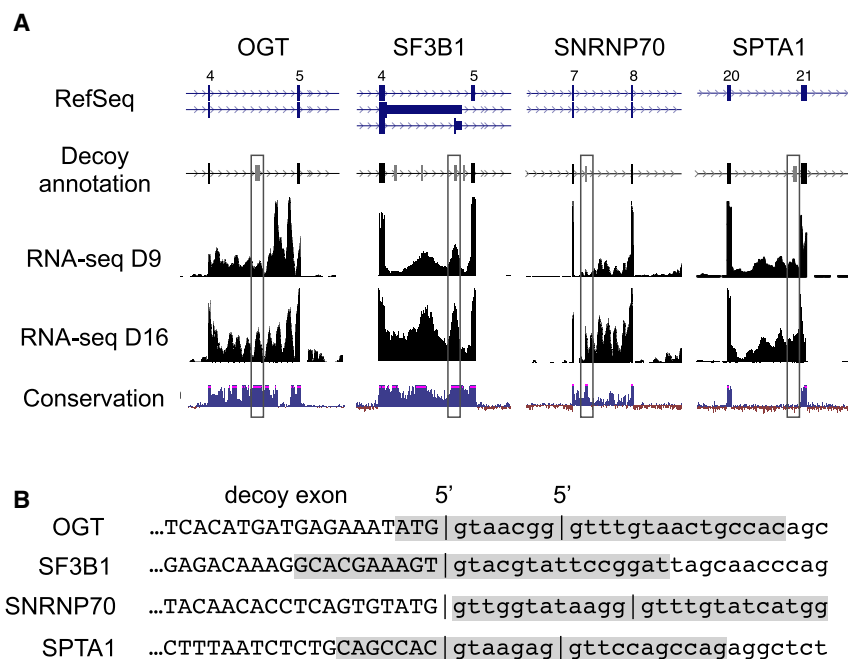 A
OGT SF3B1 SNRNP70 SPTA1
4 5 4 5 7 8 20 21
RefSeq
Decoy
annotation
RNA-seq D9
RNA-seq D16
Conservation
B
decoy exon 5’ 5’
OGT …TCACATGATGAGAAATATG|gtaacgg|gtttgtaactgccacagc
SF3B1 …GAGACAAAGGCACGAAAGT|gtacgtattccggattagcaacccag
SNRNP70 …TACAACACCTCAGTGTATG|gttggtataagg|gtttgtatcatgg
SPTA1 …CTTTAATCTCTGCAGCCAC|gtaagag|gttccagccagaggctct